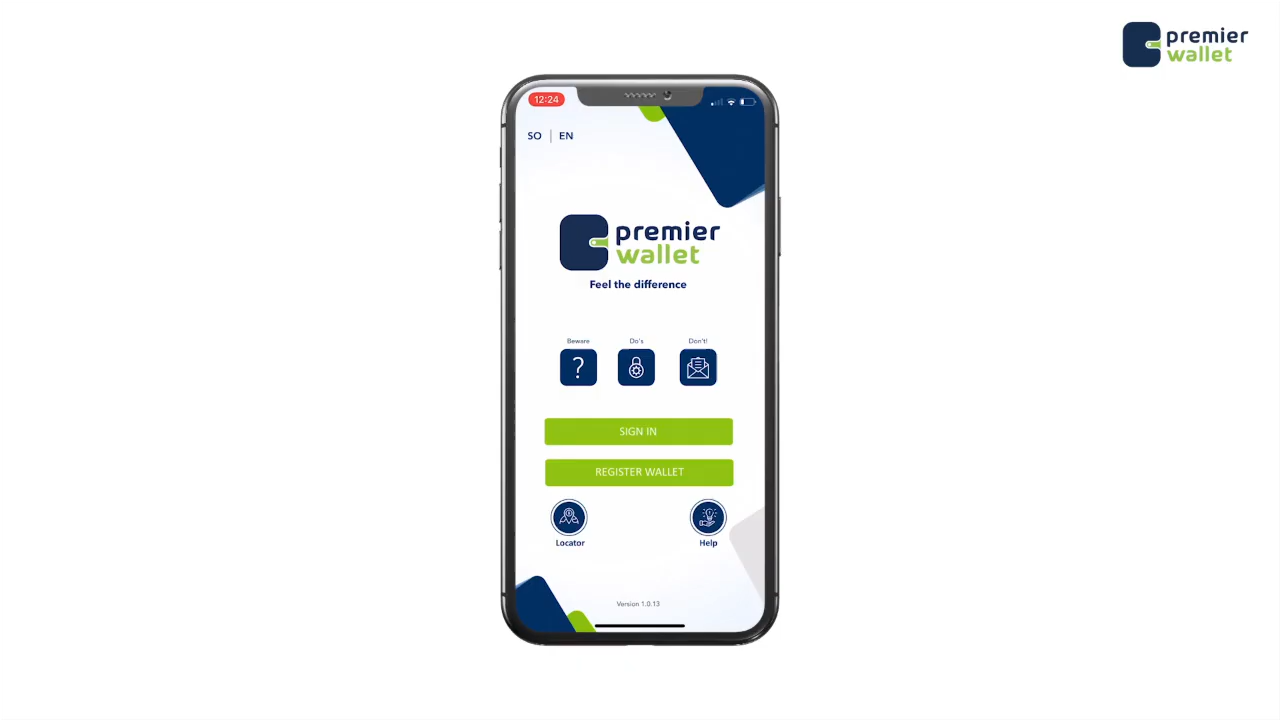 premier
wallet
12:24
SO | EN
premier
wallet
Feel the difference
Beware
Do's
Don't!
SIGN IN
REGISTER WALLET
Locator
Help
Version 1.0.13